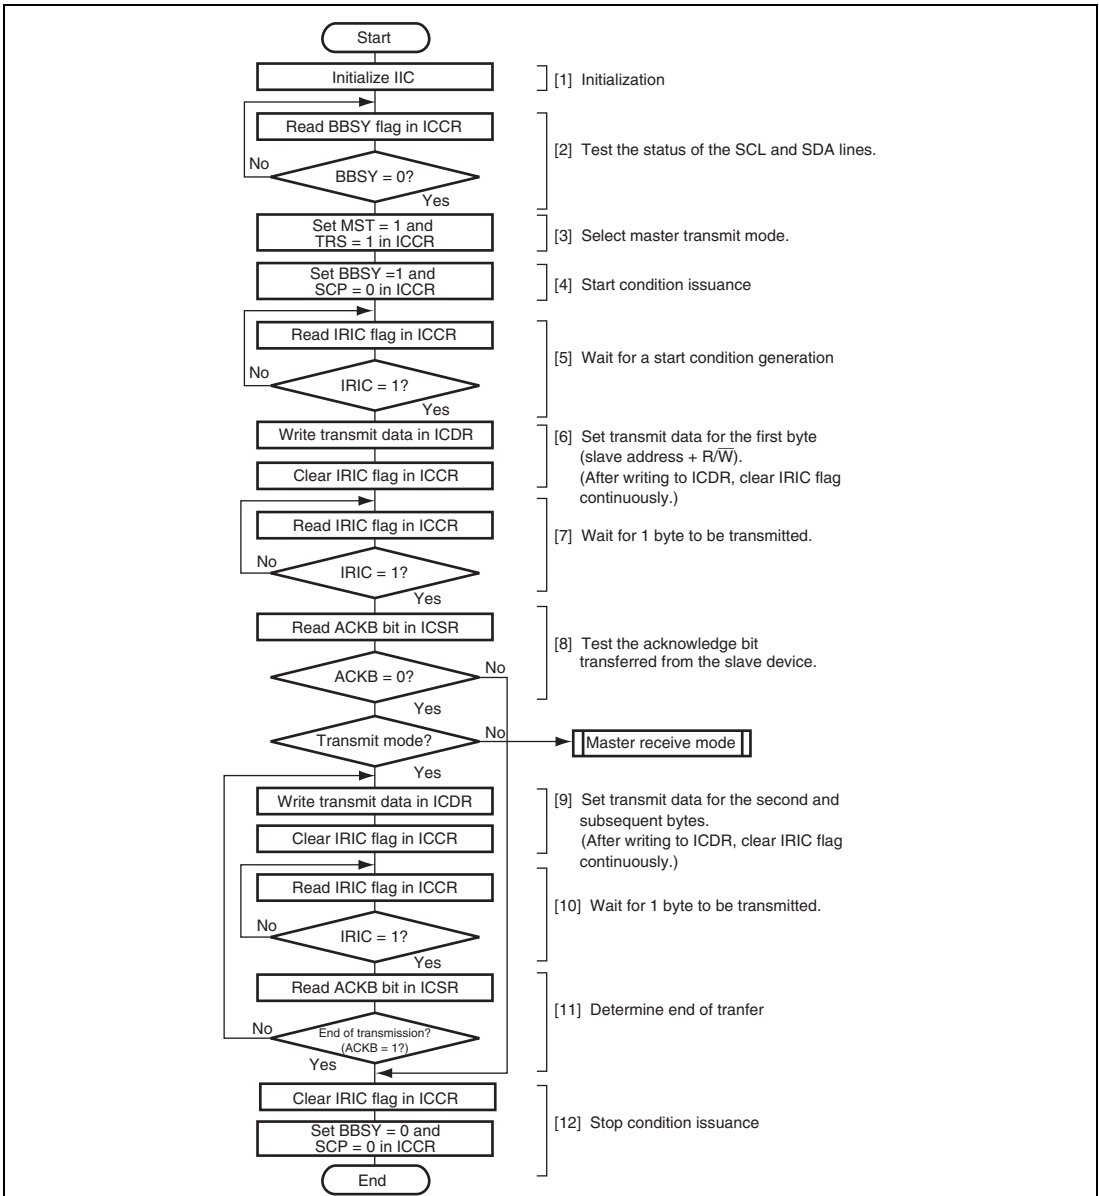 Start
Initialize IIC
[1] Initialization
Read BBSY flag in ICCR
[2] Test the status of the SCL and SDA lines.
No
BBSY = 0?
Yes
Set MST = 1 and
TRS = 1 in ICCR
[3] Select master transmit mode.
Set BBSY =1 and
SCP = 0 in ICCR
[4] Start condition issuance
Read IRIC flag in ICCR
[5] Wait for a start condition generation
No
IRIC = 1?
Yes
Write transmit data in ICDR
[6] Set transmit data for the first byte
(slave address + R/W̅).
(After writing to ICDR, clear IRIC flag
continuously.)
Clear IRIC flag in ICCR
Read IRIC flag in ICCR
[7] Wait for 1 byte to be transmitted.
No
IRIC = 1?
Yes
Read ACKB bit in ICSR
[8] Test the acknowledge bit
transferred from the slave device.
ACKB = 0?
No
Yes
Transmit mode?
No
Master receive mode
Yes
Write transmit data in ICDR
[9] Set transmit data for the second and
subsequent bytes.
(After writing to ICDR, clear IRIC flag
continuously.)
Clear IRIC flag in ICCR
Read IRIC flag in ICCR
[10] Wait for 1 byte to be transmitted.
No
IRIC = 1?
Yes
Read ACKB bit in ICSR
[11] Determine end of tranfer
No
End of transmission?
(ACKB = 1?)
Yes
Clear IRIC flag in ICCR
[12] Stop condition issuance
Set BBSY = 0 and
SCP = 0 in ICCR
End